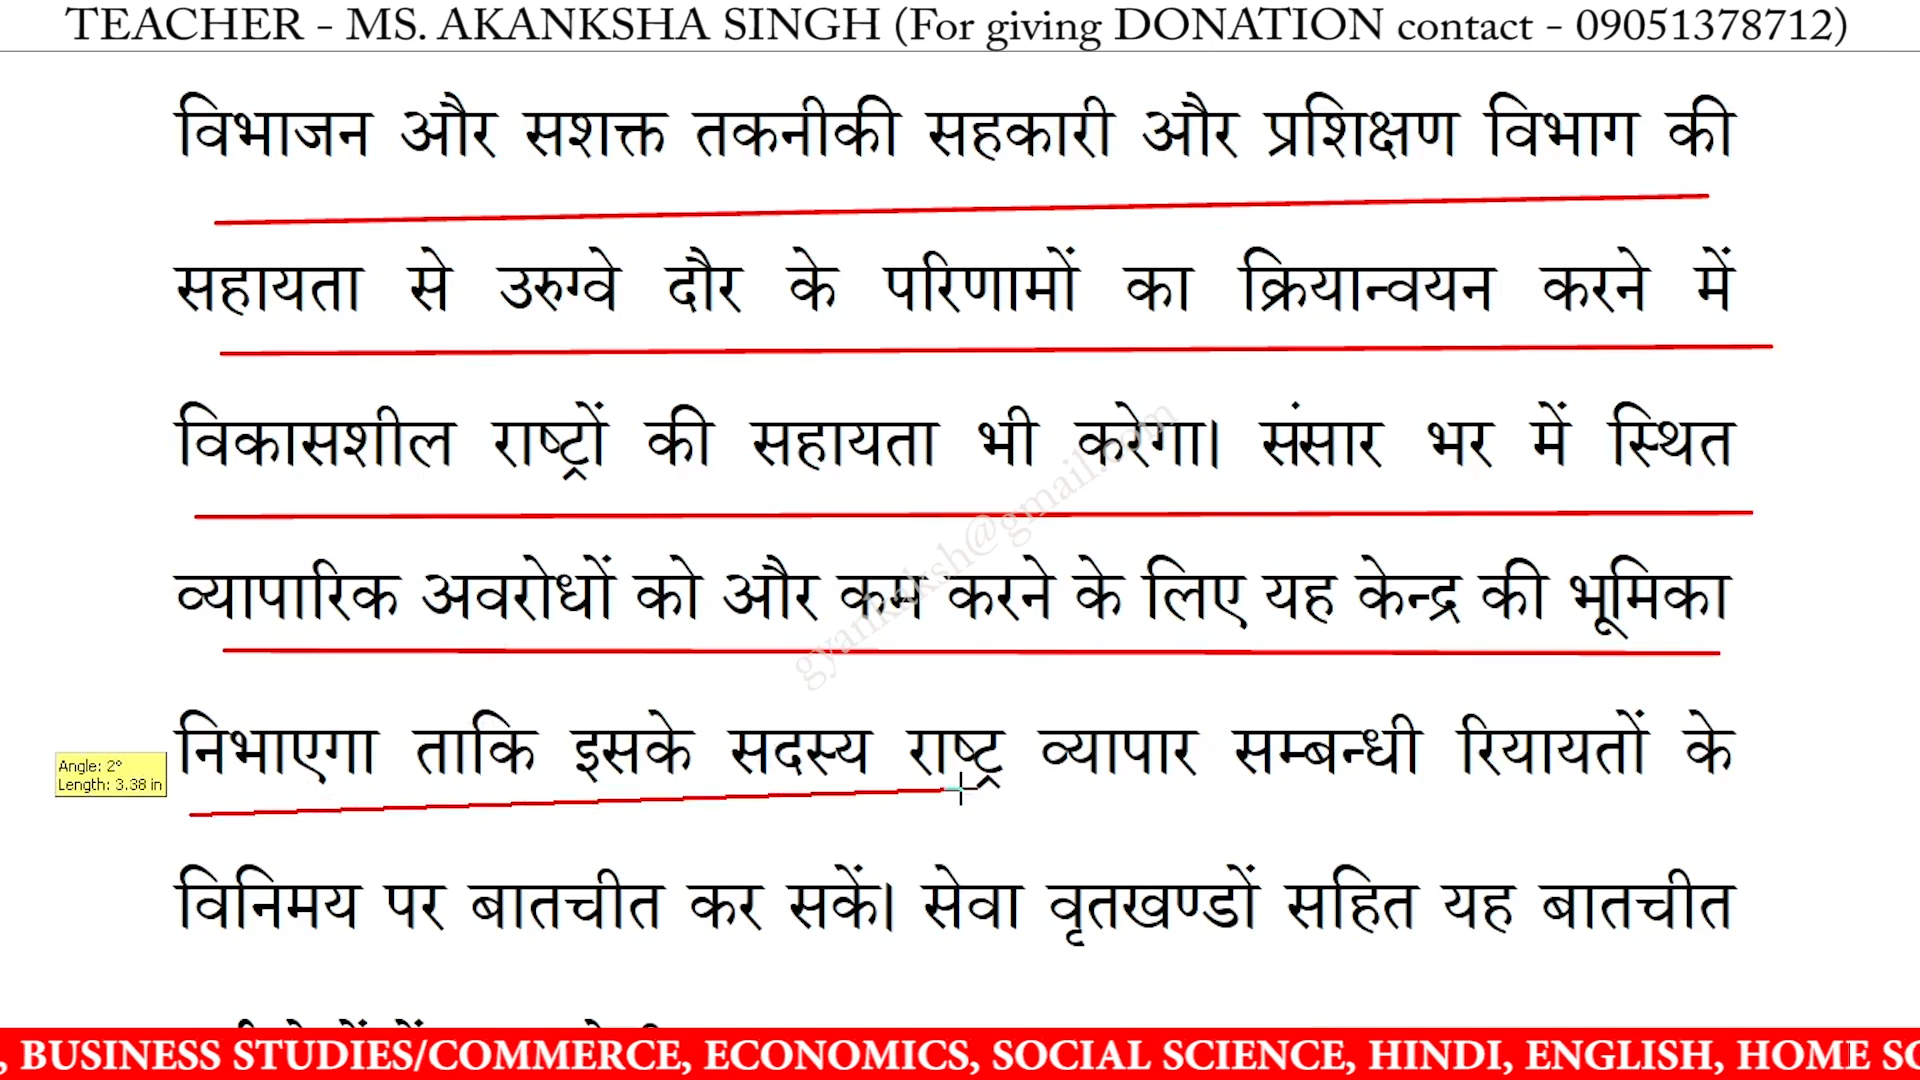 TEACHER - MS. AKANKSHA SINGH (For giving DONATION contact - 09051378712)
विभाजन और सशक्त तकनीकी सहकारी और प्रशिक्षण विभाग की
सहायता से उरुग्वे दौर के परिणामों का क्रियान्वयन करने में
विकासशील राष्ट्रों की सहायता भी करेगा। संसार भर में स्थित
व्यापारिक अवरोधों को और कम करने के लिए यह केन्द्र की भूमिका
निभाएगा ताकि इसके सदस्य राष्ट्र व्यापार सम्बन्धी रियायतों के
Angle: 2°
Length: 3.38 in
विनिमय पर बातचीत कर सकें। सेवा वृतखण्डों सहित यह बातचीत
, BUSINESS STUDIES/COMMERCE, ECONOMICS, SOCIAL SCIENCE, HINDI, ENGLISH, HOME SC